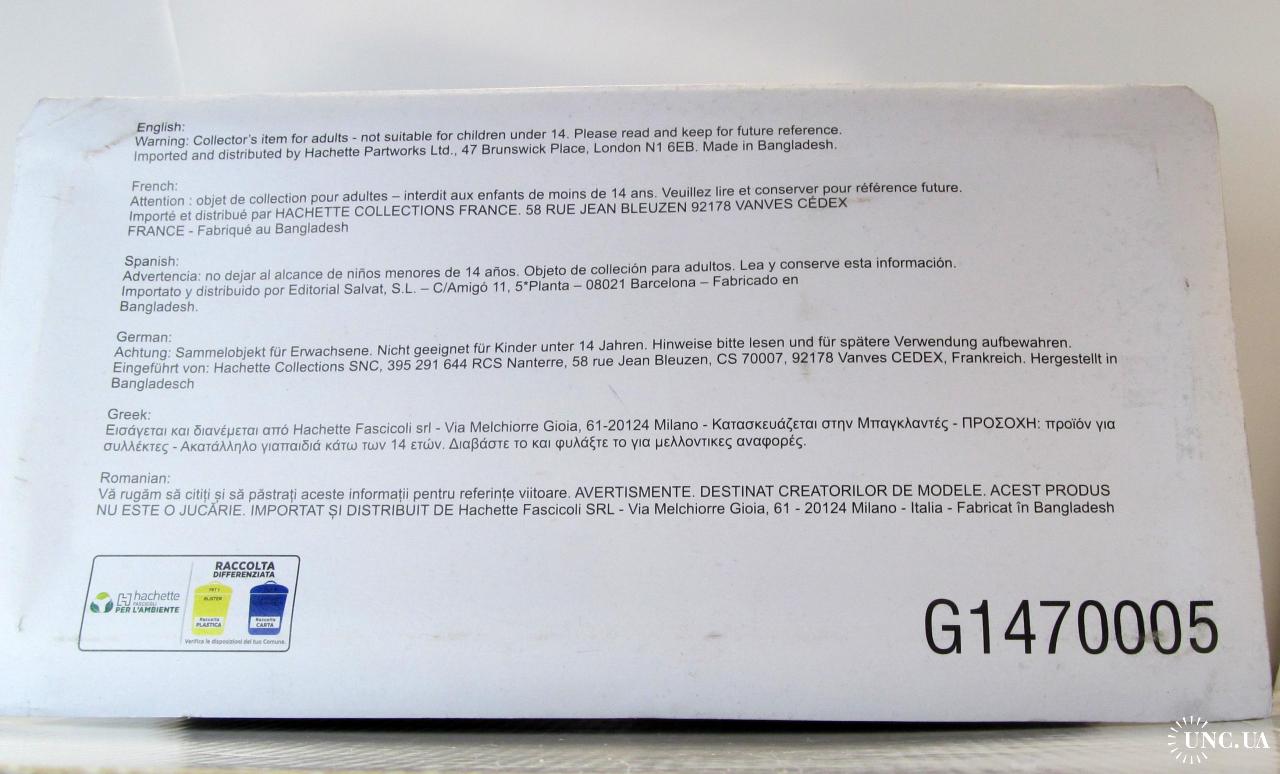 English:
Warning: Collector's item for adults - not suitable for children under 14. Please read and keep for future reference.
Imported and distributed by Hachette Partworks Ltd., 47 Brunswick Place, London N1 6EB. Made in Bangladesh.
French:
Attention : objet de collection pour adultes – interdit aux enfants de moins de 14 ans. Veuillez lire et conserver pour référence future.
Importé et distribué par HACHETTE COLLECTIONS FRANCE. 58 RUE JEAN BLEUZEN 92178 VANVES CÉDEX
FRANCE - Fabriqué au Bangladesh
Spanish:
Advertencia: no dejar al alcance de niños menores de 14 años. Objeto de colleción para adultos. Lea y conserve esta información.
Importato y distribuido por Editorial Salvat, S.L. – C/Amigó 11, 5*Planta – 08021 Barcelona – Fabricado en
Bangladesh.
German:
Achtung: Sammelobjekt für Erwachsene. Nicht geeignet für Kinder unter 14 Jahren. Hinweise bitte lesen und für spätere Verwendung aufbewahren.
Eingeführt von: Hachette Collections SNC, 395 291 644 RCS Nanterre, 58 rue Jean Bleuzen, CS 70007, 92178 Vanves CEDEX, Frankreich. Hergestellt in
Bangladesch
Greek:
Εισάγεται και διανέμεται από Hachette Fascicoli srl - Via Melchiorre Gioia, 61-20124 Milano - Κατασκευάζεται στην Μπαγκλαντές - ΠΡΟΣΟΧΗ: προϊόν για
συλλέκτες - Ακατάλληλο γιαπαιδιά κάτω των 14 ετών. Διαβάστε το και φυλάξτε το για μελλοντικες αναφορές.
Romanian:
Vă rugăm să citiți și să păstrați aceste informații pentru referințe viitoare. AVERTISMENTE. DESTINAT CREATORILOR DE MODELE. ACEST PRODUS
NU ESTE O JUCĂRIE. IMPORTAT ȘI DISTRIBUIT DE Hachette Fascicoli SRL - Via Melchiorre Gioia, 61 - 20124 Milano - Italia - Fabricat în Bangladesh
hachette
FASCICOLI
PER L'AMBIENTE
RACCOLTA
DIFFERENZIATA
BLISTER
Raccolta
PLASTICA
Raccolta
CARTA
Verifica le disposizioni del tuo Comune.
G1470005
UNC.UA